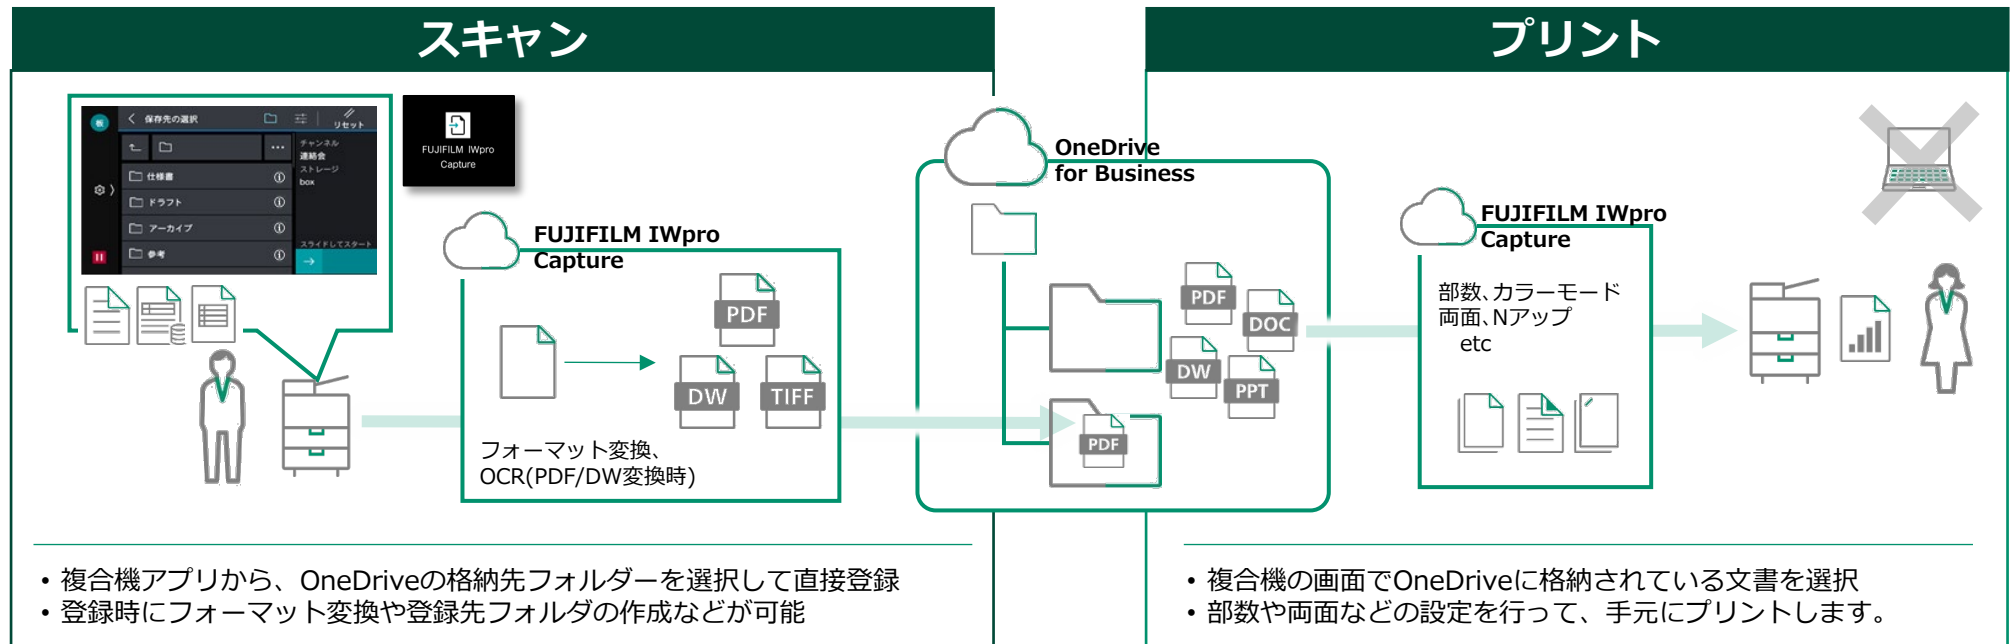 スキャン
プリント
板
保存先の選択
リセット
チャンネル
連絡会
ストレージ
box
仕様書
ドラフト
アーカイブ
参考
スライドしてスタート
FUJIFILM IWpro
Capture
FUJIFILM IWpro
Capture
PDF
DW
TIFF
フォーマット変換、
OCR(PDF/DW変換時)
OneDrive
for Business
PDF
DOC
DW
PPT
PDF
FUJIFILM IWpro
Capture
部数、カラーモード
両面、Nアップ
etc
• 複合機アプリから、OneDriveの格納先フォルダーを選択して直接登録
• 登録時にフォーマット変換や登録先フォルダの作成などが可能
• 複合機の画面でOneDriveに格納されている文書を選択
• 部数や両面などの設定を行って、手元にプリントします。